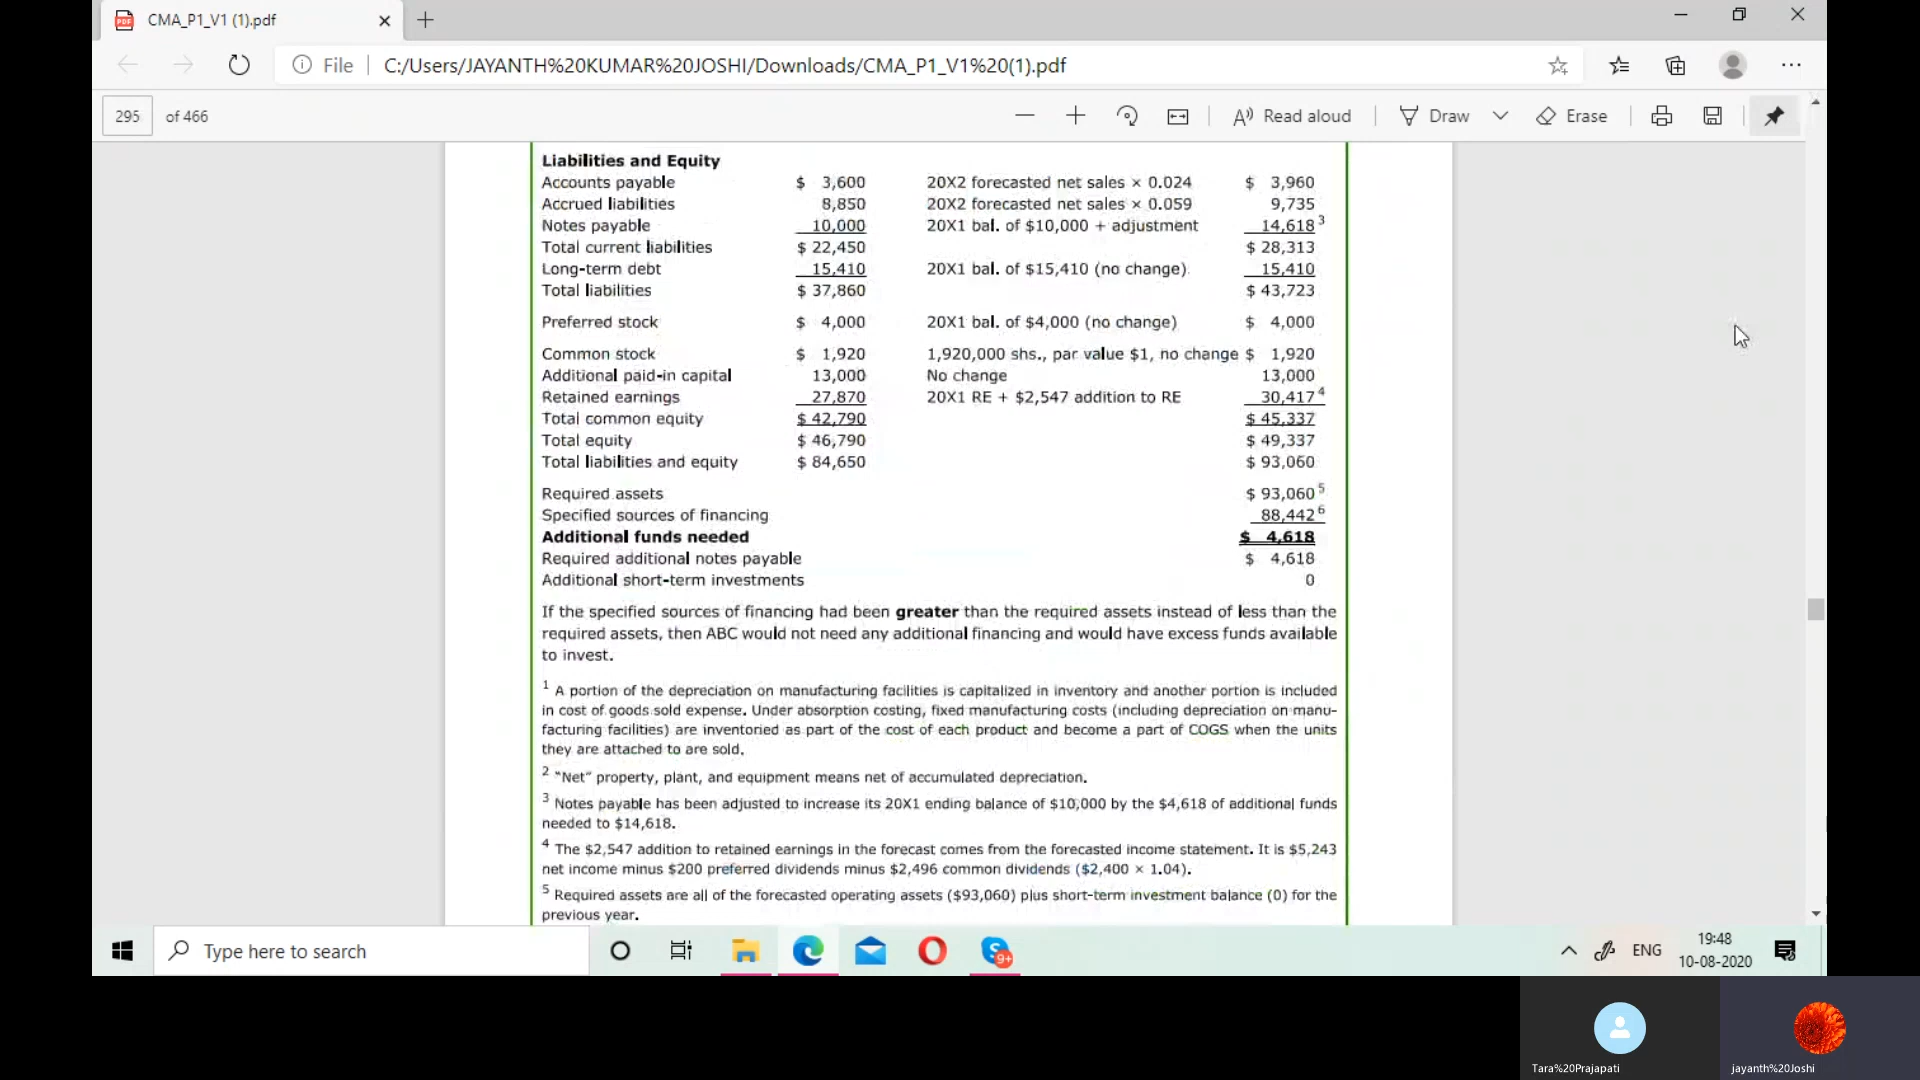 CMA_P1_V1 (1).pdf
File C:/Users/JAYANTH%20KUMAR%20JOSHI/Downloads/CMA_P1_V1%20(1).pdf
295 of 466 Read aloud Draw Erase
Liabilities and Equity
Accounts payable $ 3,600 20X2 forecasted net sales × 0.024 $ 3,960
Accrued liabilities 8,850 20X2 forecasted net sales × 0.059 9,735
Notes payable 10,000 20X1 bal. of $10,000 + adjustment 14,618 3
Total current liabilities $ 22,450 $ 28,313
Long-term debt 15,410 20X1 bal. of $15,410 (no change) 15,410
Total liabilities $ 37,860 $ 43,723
Preferred stock $ 4,000 20X1 bal. of $4,000 (no change) $ 4,000
Common stock $ 1,920 1,920,000 shs., par value $1, no change $ 1,920
Additional paid-in capital 13,000 No change 13,000
Retained earnings 27,870 20X1 RE + $2,547 addition to RE 30,417 4
Total common equity $ 42,790 $ 45,337
Total equity $ 46,790 $ 49,337
Total liabilities and equity $ 84,650 $ 93,060
Required assets $ 93,060 5
Specified sources of financing 88,442 6
Additional funds needed $ 4,618
Required additional notes payable $ 4,618
Additional short-term investments 0
If the specified sources of financing had been greater than the required assets instead of less than the
required assets, then ABC would not need any additional financing and would have excess funds available
to invest.
1 A portion of the depreciation on manufacturing facilities is capitalized in inventory and another portion is included
in cost of goods sold expense. Under absorption costing, fixed manufacturing costs (including depreciation on manu-
facturing facilities) are inventoried as part of the cost of each product and become a part of COGS when the units
they are attached to are sold.
2 "Net" property, plant, and equipment means net of accumulated depreciation.
3 Notes payable has been adjusted to increase its 20X1 ending balance of $10,000 by the $4,618 of additional funds
needed to $14,618.
4 The $2,547 addition to retained earnings in the forecast comes from the forecasted income statement. It is $5,243
net income minus $200 preferred dividends minus $2,496 common dividends ($2,400 × 1.04).
5 Required assets are all of the forecasted operating assets ($93,060) plus short-term investment balance (0) for the
previous year.
Type here to search 9+ ENG 19:48
10-08-2020
Tara%20Prajapati jayanth%20Joshi